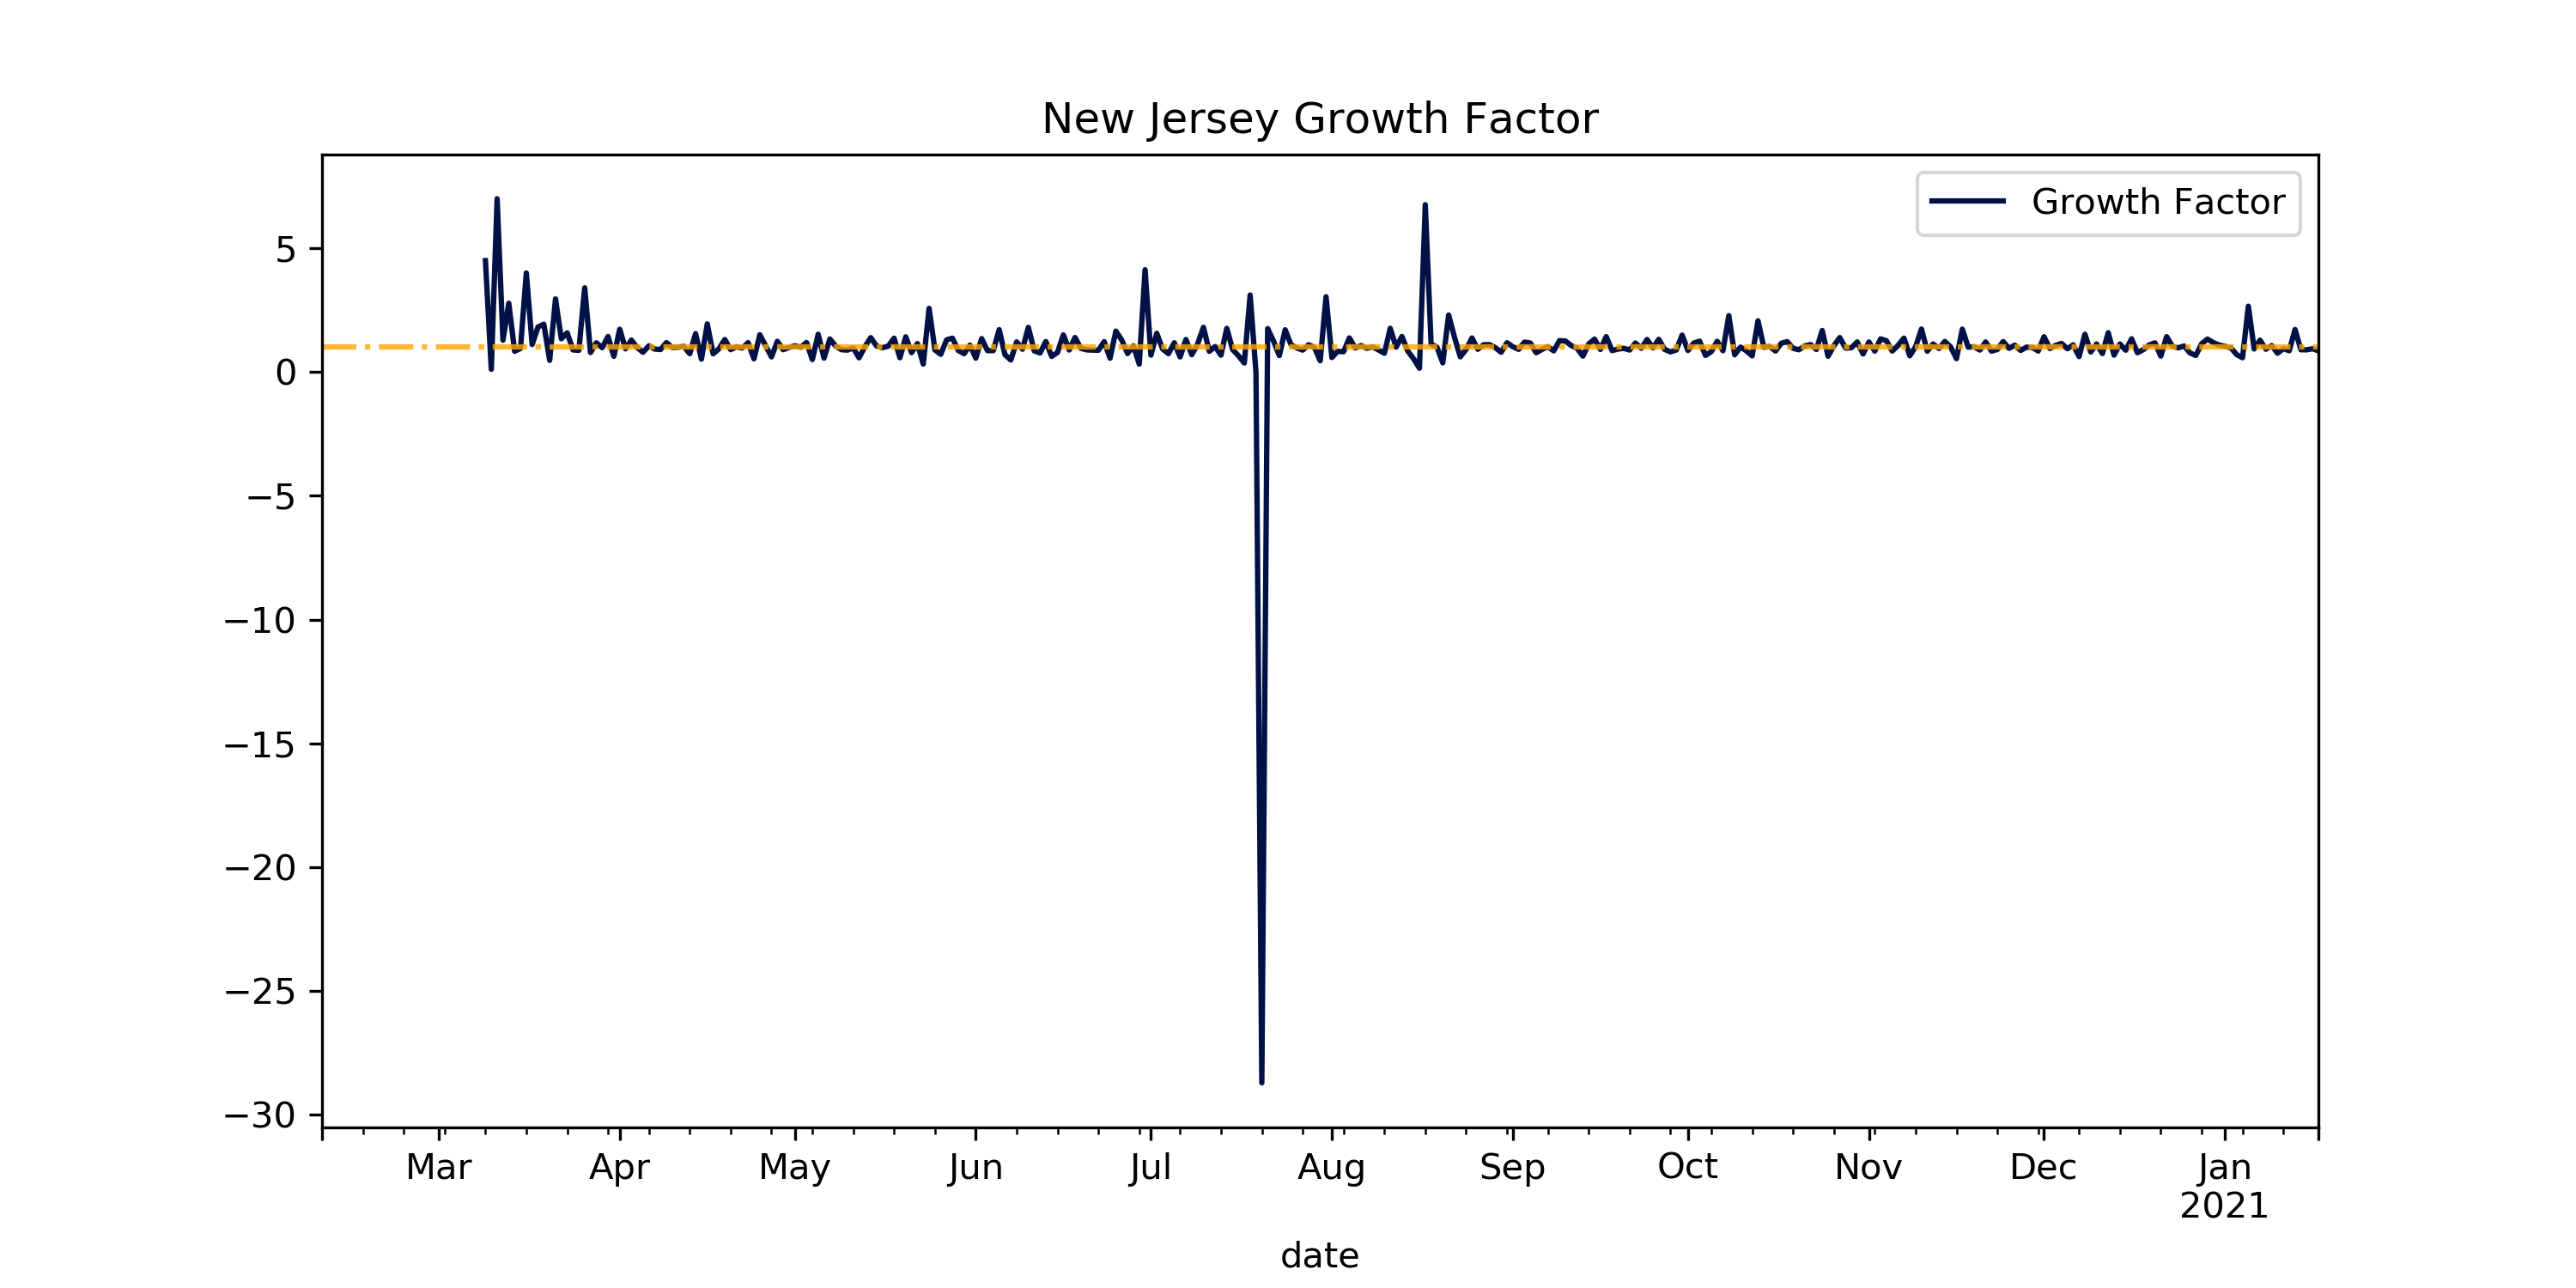 New Jersey Growth Factor
Growth Factor
5
0
−5
−10
−15
−20
−25
−30
Mar Apr May Jun Jul Aug Sep Oct Nov Dec Jan
2021
date